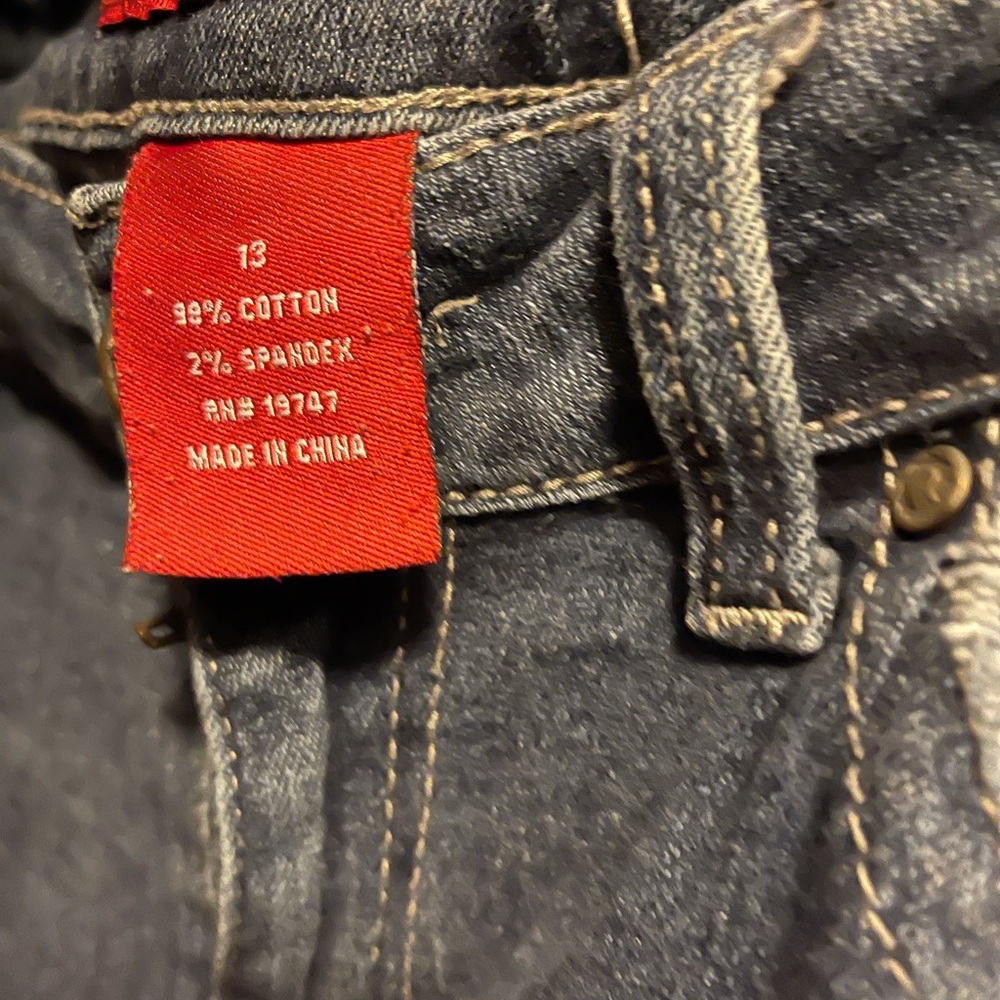 13
98% COTTON
2% SPANDEX
RN# 19747
MADE IN CHINA